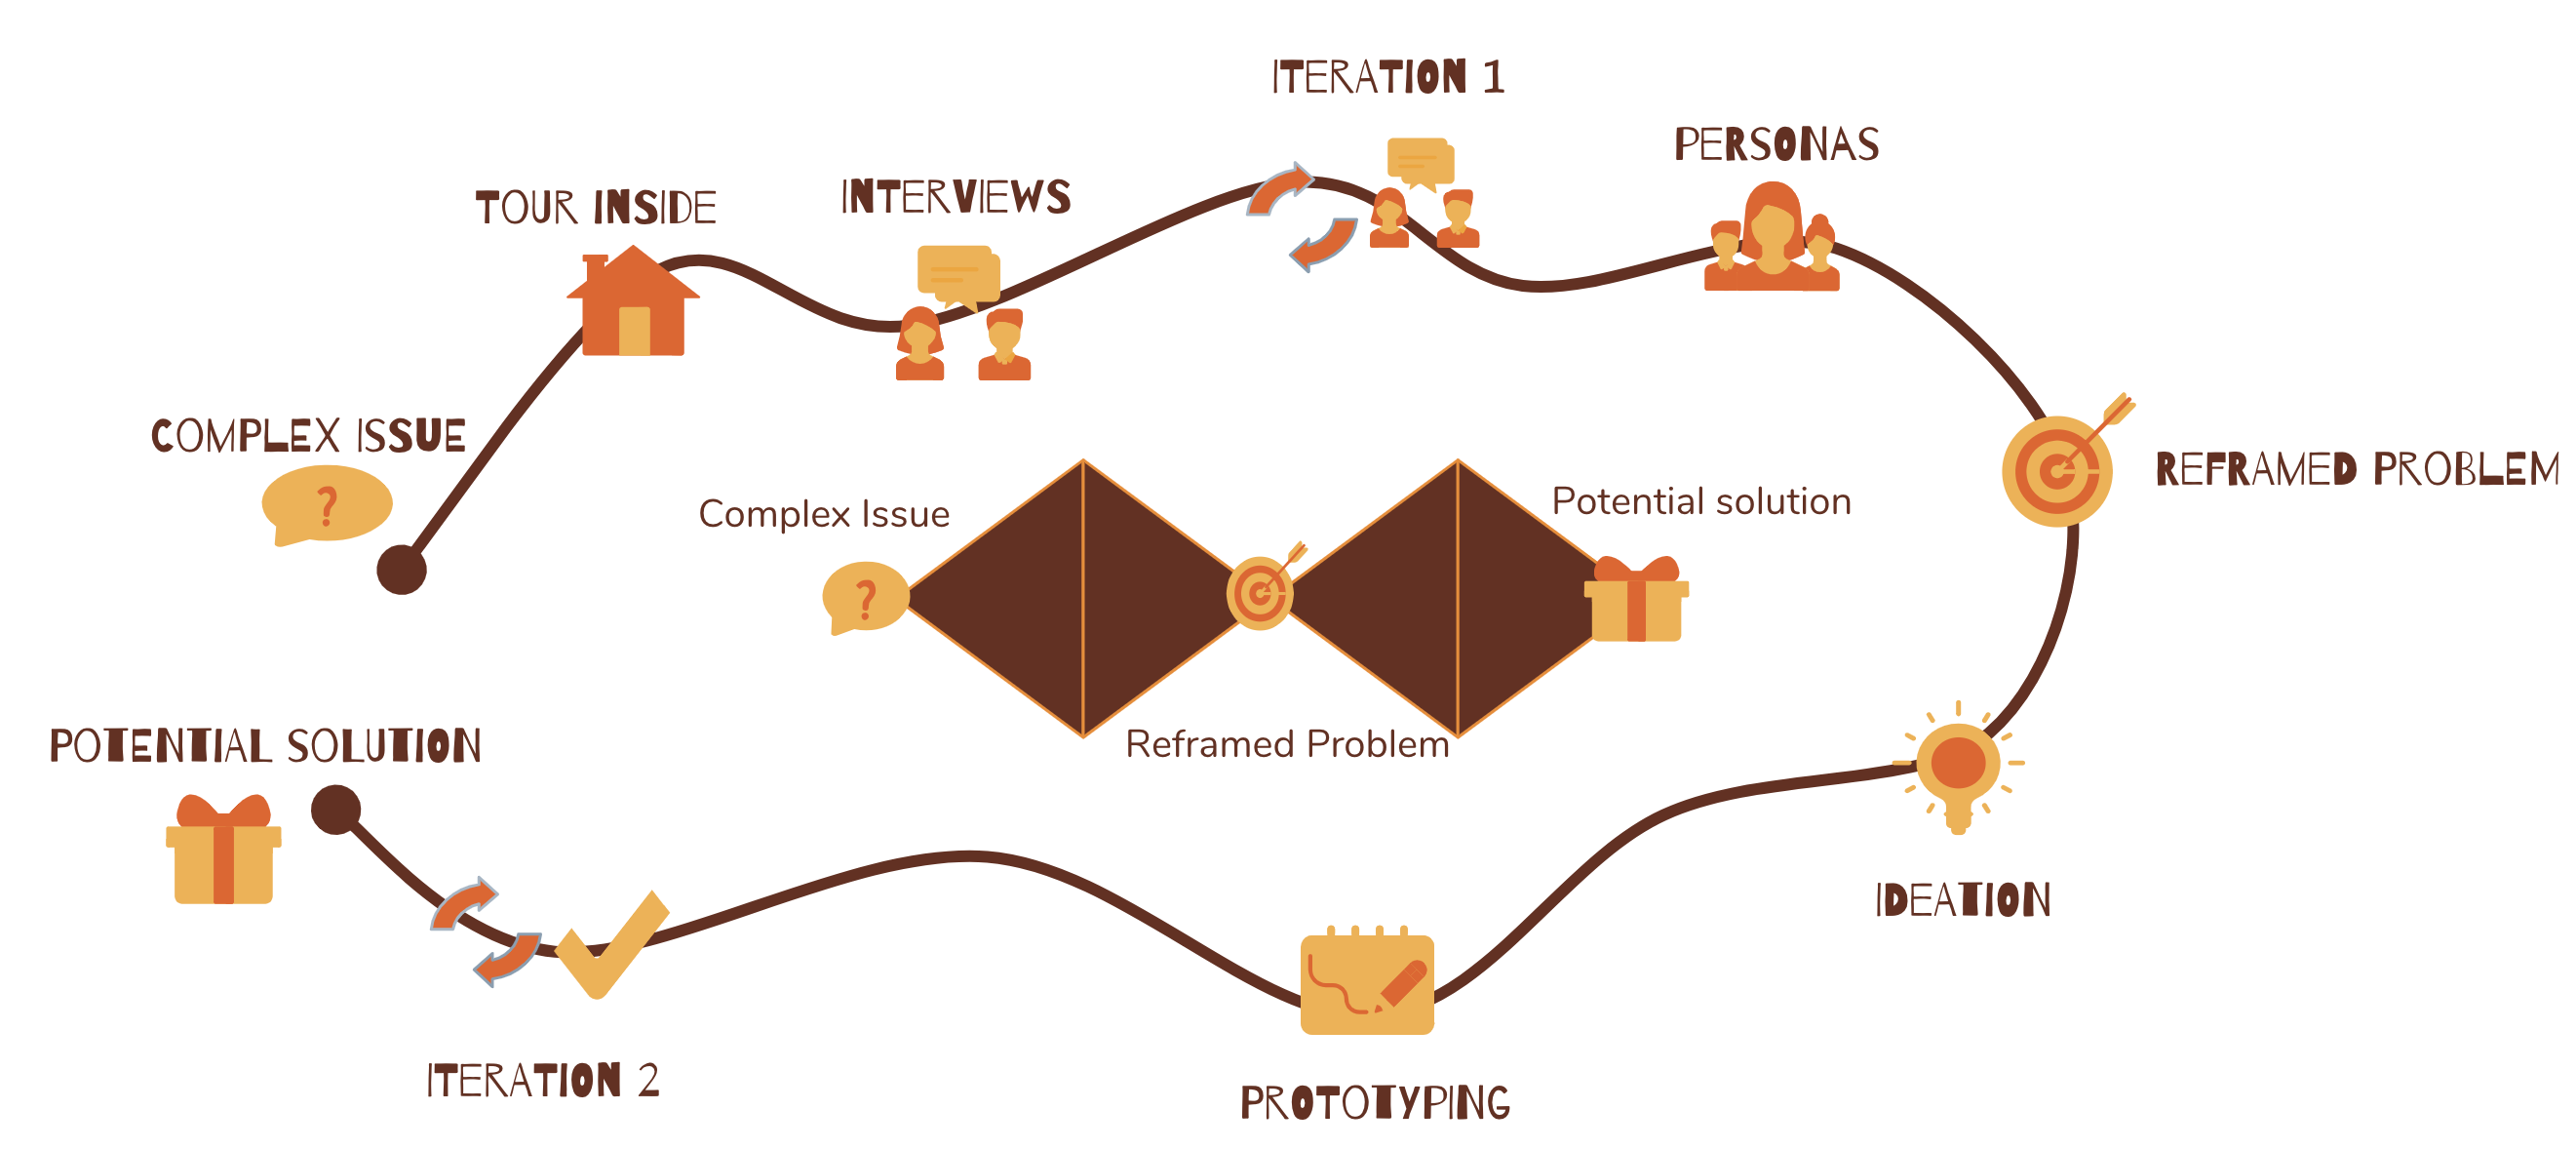 ITERATION 1
PERSONAS
INTERVIEWS
TOUR INSIDE
COMPLEX ISSUE
?
REFRAMED PROBLEM
Complex Issue
?
Potential solution
Reframed Problem
POTENTIAL SOLUTION
IDEATION
ITERATION 2
PROTOTYPING